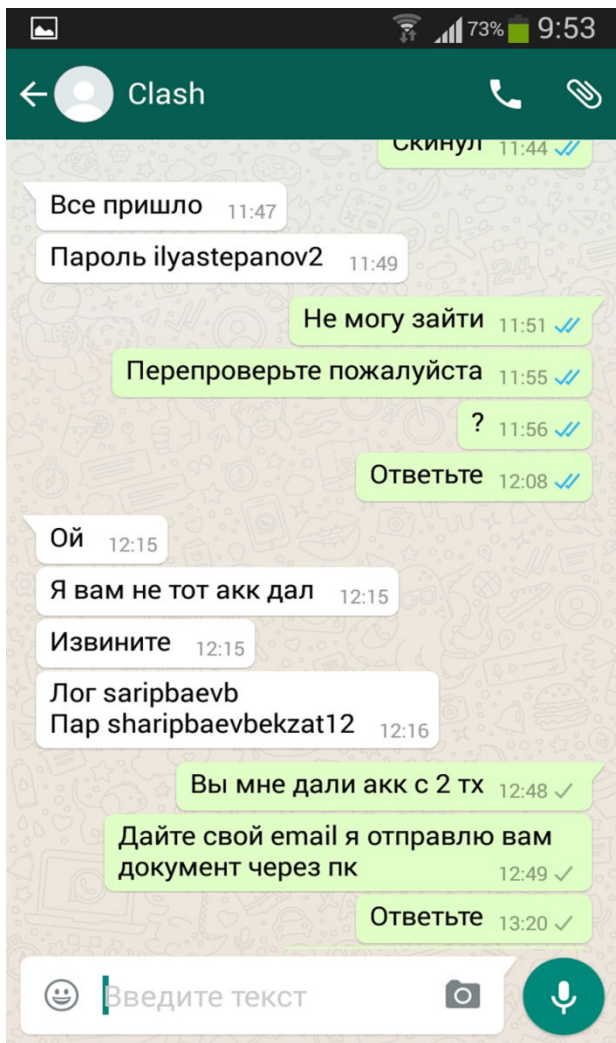 73% 9:53
Clash
Скинул 11:44
Все пришло 11:47
Пароль ilyastepanov2 11:49
Не могу зайти 11:51
Перепроверьте пожалуйста 11:55
? 11:56
Ответьте 12:08
Ой 12:15
Я вам не тот акк дал 12:15
Извините 12:15
Лог saripbaevb
Пар sharipbaevbekzat12 12:16
Вы мне дали акк с 2 тх 12:48
Дайте свой email я отправлю вам
документ через пк 12:49
Ответьте 13:20
Введите текст